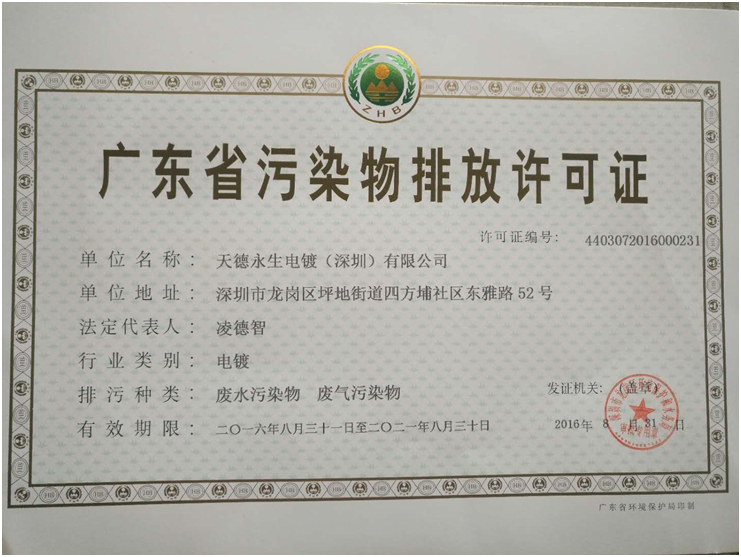 ZHB
广东省污染物排放许可证
许可证编号: 4403072016000231
单位名称: 天德永生电镀（深圳）有限公司
单位地址: 深圳市龙岗区坪地街道四方埔社区东雅路52号
法定代表人: 凌德智
行业类别: 电镀
排污种类: 废水污染物 废气污染物
发证机关:（盖章）
有效期限: 二〇一六年八月三十一日至二〇二一年八月三十日
2016年 8 月 31 日
广东省环境保护局印制